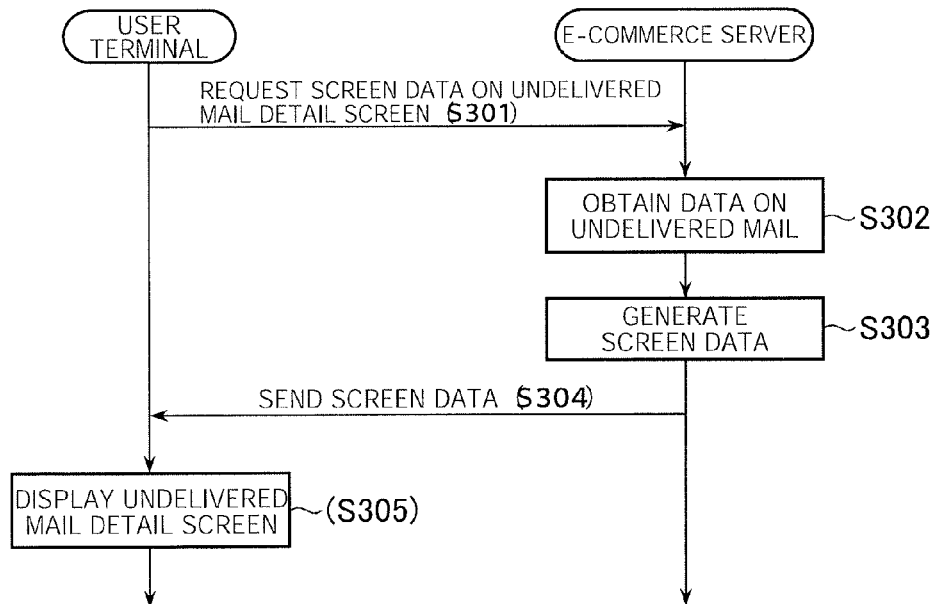 USER
TERMINAL
E-COMMERCE SERVER
REQUEST SCREEN DATA ON UNDELIVERED
MAIL DETAIL SCREEN (S301)
OBTAIN DATA ON
UNDELIVERED MAIL
S302
GENERATE
SCREEN DATA
S303
SEND SCREEN DATA (S304)
DISPLAY UNDELIVERED
MAIL DETAIL SCREEN
(S305)